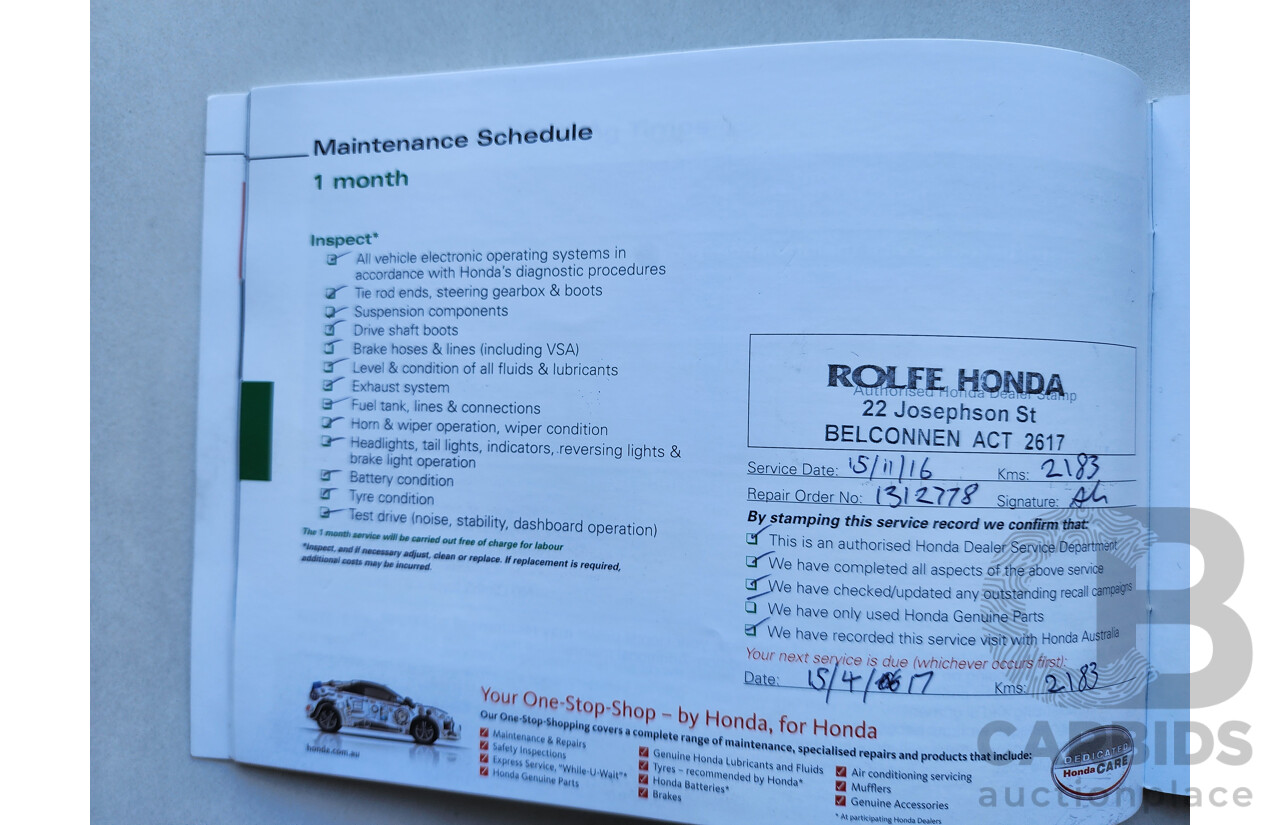 Maintenance Schedule
1 month
Inspect*
All vehicle electronic operating systems in
accordance with Honda's diagnostic procedures
Tie rod ends, steering gearbox & boots
Suspension components
Drive shaft boots
Brake hoses & lines (including VSA)
Level & condition of all fluids & lubricants
Exhaust system
Fuel tank, lines & connections
Horn & wiper operation, wiper condition
Headlights, tail lights, indicators, reversing lights &
brake light operation
Battery condition
Tyre condition
Test drive (noise, stability, dashboard operation)
The 1 month service will be carried out free of charge for labour
*Inspect, and if necessary adjust, clean or replace. If replacement is required,
additional costs may be incurred.
ROLFE HONDA
Authorised Honda Dealer Stamp
22 Josephson St
BELCONNEN ACT 2617
Service Date: 15/11/16 Kms: 2183
Repair Order No: 1312778 Signature:
By stamping this service record we confirm that:
This is an authorised Honda Dealer Service Department
We have completed all aspects of the above service
We have checked/updated any outstanding recall campaigns
We have only used Honda Genuine Parts
We have recorded this service visit with Honda Australia
Your next service is due (whichever occurs first):
Date: 15/4/17 Kms: 2183
Your One-Stop-Shop – by Honda, for Honda
Our One-Stop-Shopping covers a complete range of maintenance, specialised repairs and products that include:
Maintenance & Repairs
Safety Inspections
Express Service, "While-U-Wait"*
Honda Genuine Parts
Genuine Honda Lubricants and Fluids
Tyres – recommended by Honda*
Honda Batteries*
Brakes
Air conditioning servicing
Mufflers
Genuine Accessories
* At participating Honda Dealers
honda.com.au
DEDICATED
HondaCARE
B
CARBIDS
auctionplace